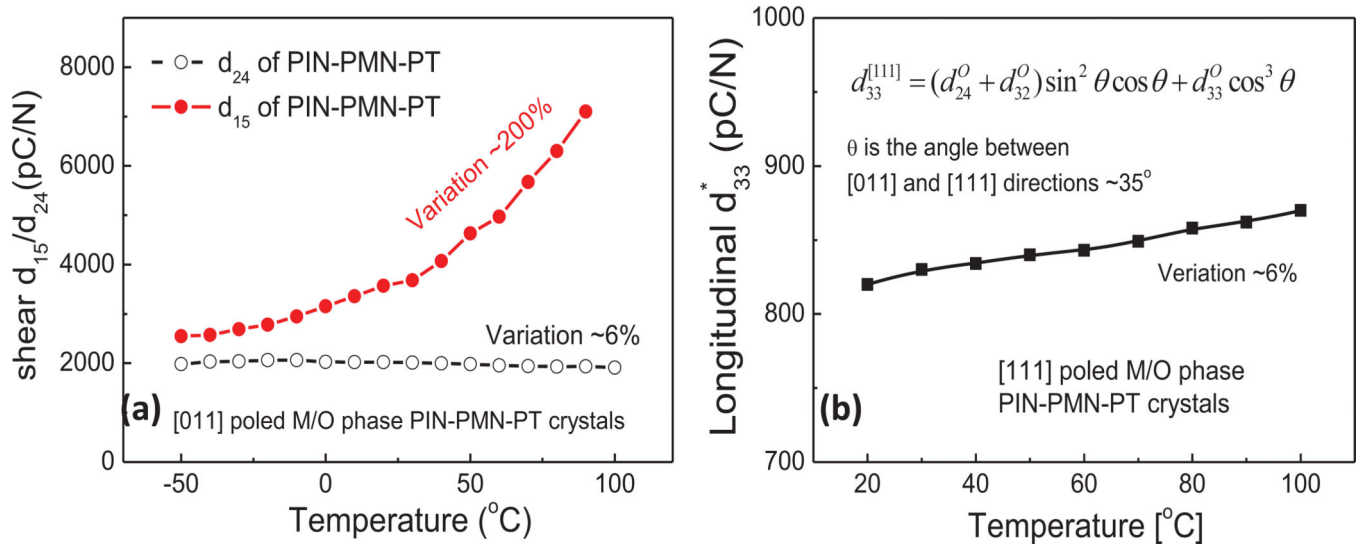 8000
6000
4000
2000
0
shear d₁₅/d₂₄(pC/N)
d₂₄ of PIN-PMN-PT
d₁₅ of PIN-PMN-PT
Variation ~200%
Variation ~6%
(a)
[011] poled M/O phase PIN-PMN-PT crystals
-50 0 50 100
Temperature (°C)
1000
900
800
700
Longitudinal d*₃₃ (pC/N)
d₃₃^[111] = (d₂₄^O + d₃₂^O) sin² θ cos θ + d₃₃^O cos³ θ
θ is the angle between
[011] and [111] directions ~35°
Veriation ~6%
[111] poled M/O phase
PIN-PMN-PT crystals
(b)
20 40 60 80 100
Temperature [°C]